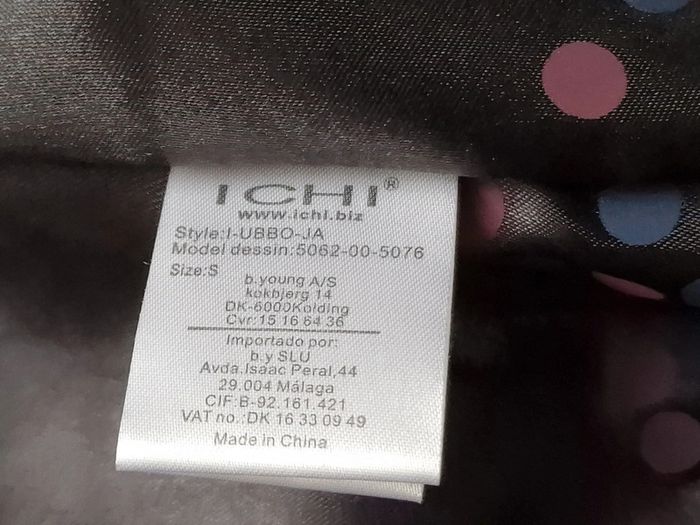 ICHI®
www.ichi.biz
Style:I-UBBO-JA
Model dessin:5062-00-5076
Size:S
b.young A/S
kokbjerg 14
DK-6000Kolding
Cvr:15 16 64 36
Importado por:
b.y SLU
Avda.Isaac Peral,44
29.004 Málaga
CIF:B-92.161.421
VAT no.:DK 16 33 09 49
Made in China